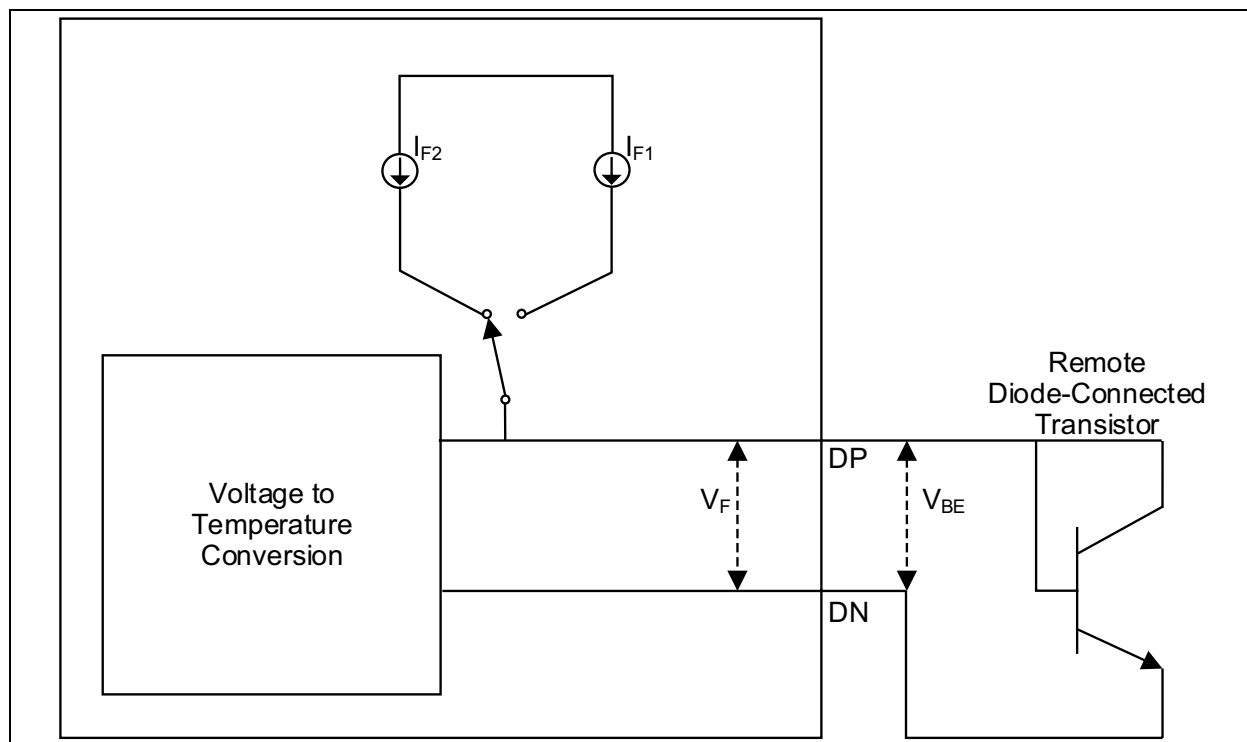 I_F2
I_F1
Remote
Diode-Connected
Transistor
DP
Voltage to
Temperature
Conversion
V_F
V_BE
DN